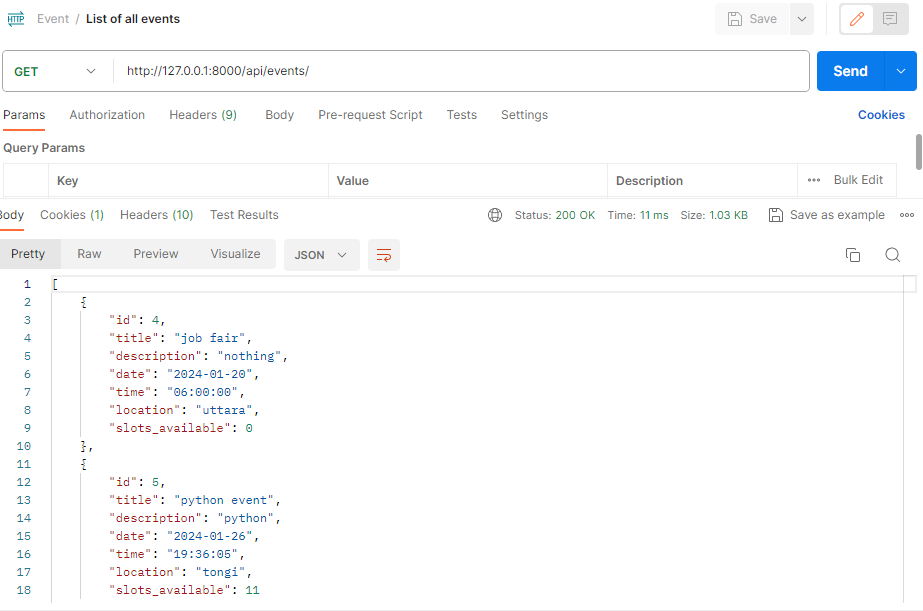 HTTP Event / List of all events Save
GET http://127.0.0.1:8000/api/events/ Send
Params Authorization Headers (9) Body Pre-request Script Tests Settings Cookies
Query Params
Key Value Description Bulk Edit
Body Cookies (1) Headers (10) Test Results Status: 200 OK Time: 11 ms Size: 1.03 KB Save as example
Pretty Raw Preview Visualize JSON
1 [
2 {
3 "id": 4,
4 "title": "job fair",
5 "description": "nothing",
6 "date": "2024-01-20",
7 "time": "06:00:00",
8 "location": "uttara",
9 "slots_available": 0
10 },
11 {
12 "id": 5,
13 "title": "python event",
14 "description": "python",
15 "date": "2024-01-26",
16 "time": "19:36:05",
17 "location": "tongi",
18 "slots_available": 11